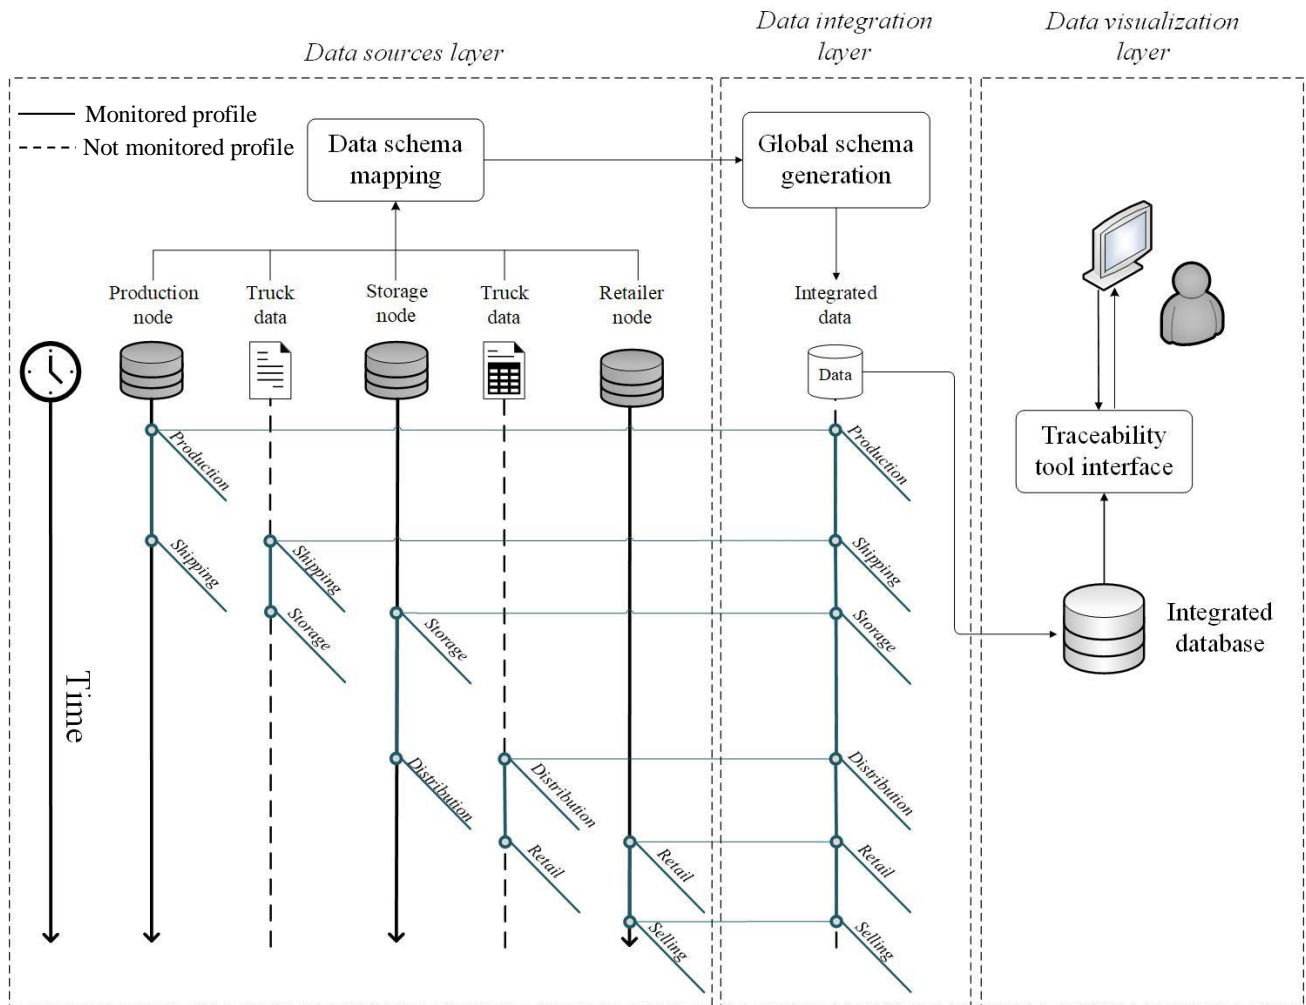 Data sources layer
Data integration
layer
Data visualization
layer
Monitored profile
Not monitored profile
Data schema
mapping
Global schema
generation
Production
node
Truck
data
Storage
node
Truck
data
Retailer
node
Integrated
data
Data
Traceability
tool interface
Integrated
database
Time
Production
Shipping
Shipping
Storage
Storage
Distribution
Distribution
Retail
Retail
Selling
Production
Shipping
Storage
Distribution
Retail
Selling